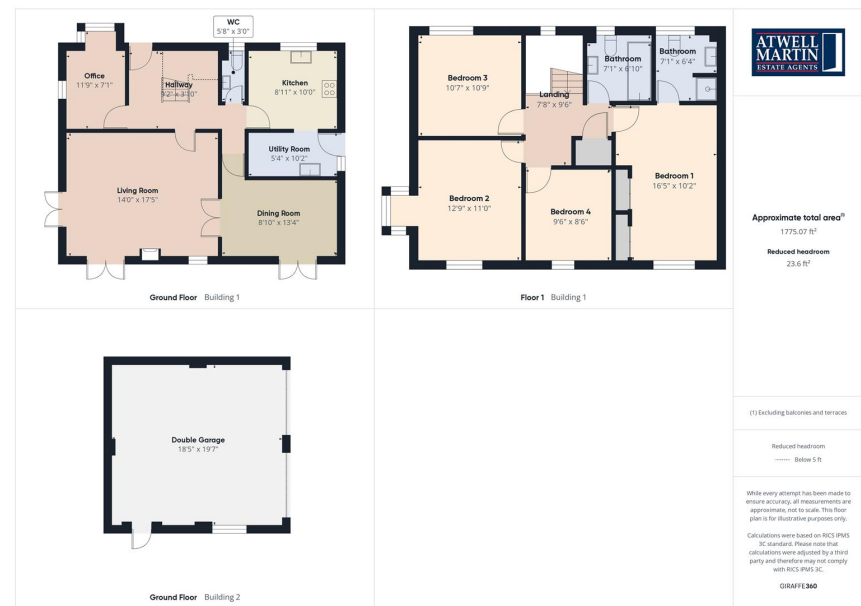 WC
5'8" x 3'0"
Office
11'9" x 7'1"
Hallway
9'2" x 3'10"
Kitchen
8'11" x 10'0"
Utility Room
5'4" x 10'2"
Living Room
14'0" x 17'5"
Dining Room
8'10" x 13'4"
Ground Floor Building 1
Bedroom 3
10'7" x 10'9"
Landing
7'8" x 9'6"
Bathroom
7'1" x 6'10"
Bathroom
7'1" x 6'4"
Bedroom 1
16'5" x 10'2"
Bedroom 2
12'9" x 11'0"
Bedroom 4
9'6" x 8'6"
Floor 1 Building 1
Double Garage
18'5" x 19'7"
Ground Floor Building 2
ATWELL
MARTIN
ESTATE AGENTS
Approximate total area⁽¹⁾
1775.07 ft²
Reduced headroom
23.6 ft²
(1) Excluding balconies and terraces
Reduced headroom
Below 5 ft
While every attempt has been made to
ensure accuracy, all measurements are
approximate, not to scale. This floor
plan is for illustrative purposes only.
Calculations were based on RICS IPMS
3C standard. Please note that
calculations were adjusted by a third
party and therefore may not comply
with RICS IPMS 3C.
GIRAFFE360